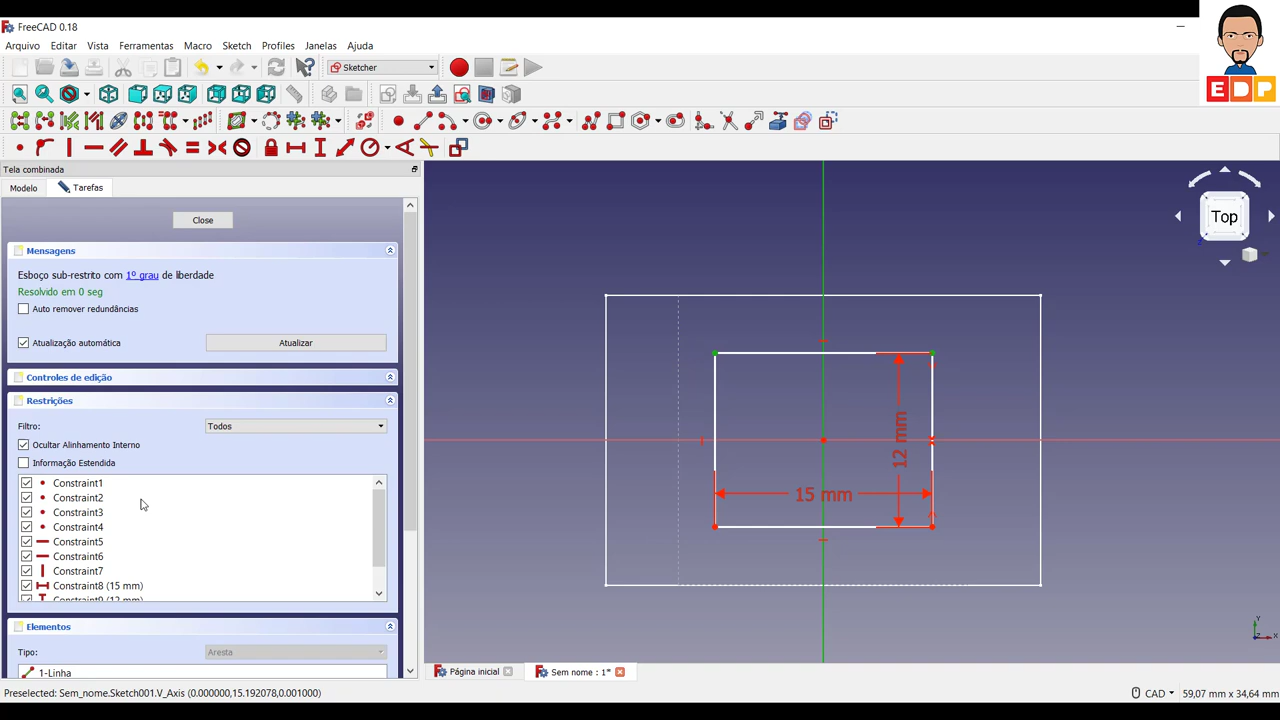 FreeCAD 0.18
Arquivo Editar Vista Ferramentas Macro Sketch Profiles Janelas Ajuda
Sketcher
EDP
Tela combinada
Modelo Tarefas
Close
Mensagens
Esboço sub-restrito com 1º grau de liberdade
Resolvido em 0 seg
Auto remover redundâncias
Atualização automática Atualizar
Controles de edição
Restrições
Filtro: Todos
Ocultar Alinhamento Interno
Informação Estendida
Constraint1
Constraint2
Constraint3
Constraint4
Constraint5
Constraint6
Constraint7
Constraint8 (15 mm)
Constraint9 (12 mm)
Elementos
Tipo: Aresta
1-Linha
Top
12 mm
15 mm
Y
Z X
Página inicial Sem nome : 1*
Preselected: Sem_nome.Sketch001.V_Axis (0.000000,15.192078,0.001000)
CAD 59,07 mm x 34,64 mm